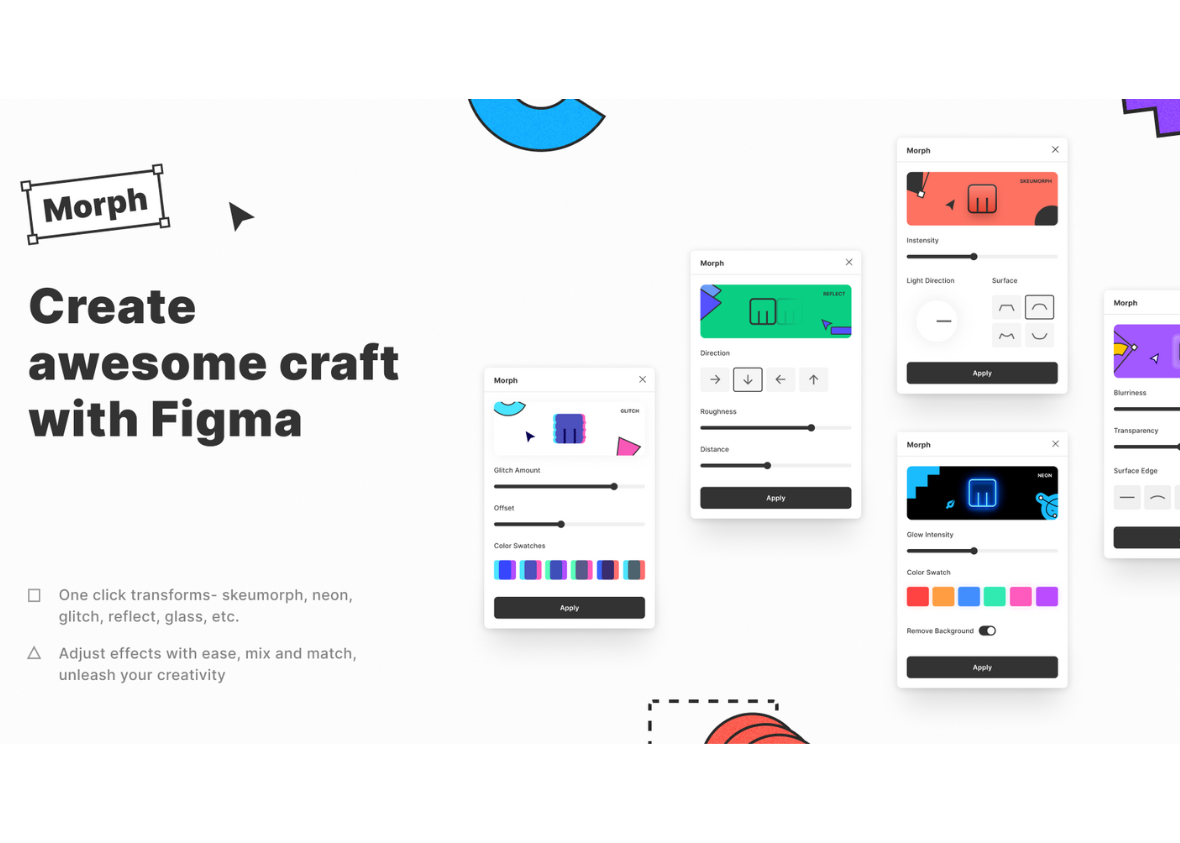 Morph
Create
awesome craft
with Figma
One click transforms- skeumorph, neon,
glitch, reflect, glass, etc.
Adjust effects with ease, mix and match,
unleash your creativity
Morph
GLITCH
Glitch Amount
Offset
Color Swatches
Apply
Morph
REFLECT
Direction
Roughness
Distance
Apply
Morph
SKEUMORPH
Instensity
Light Direction
Surface
Apply
Morph
NEON
Glow Intensity
Color Swatch
Remove Background
Apply
Morph
Blurriness
Transparency
Surface Edge